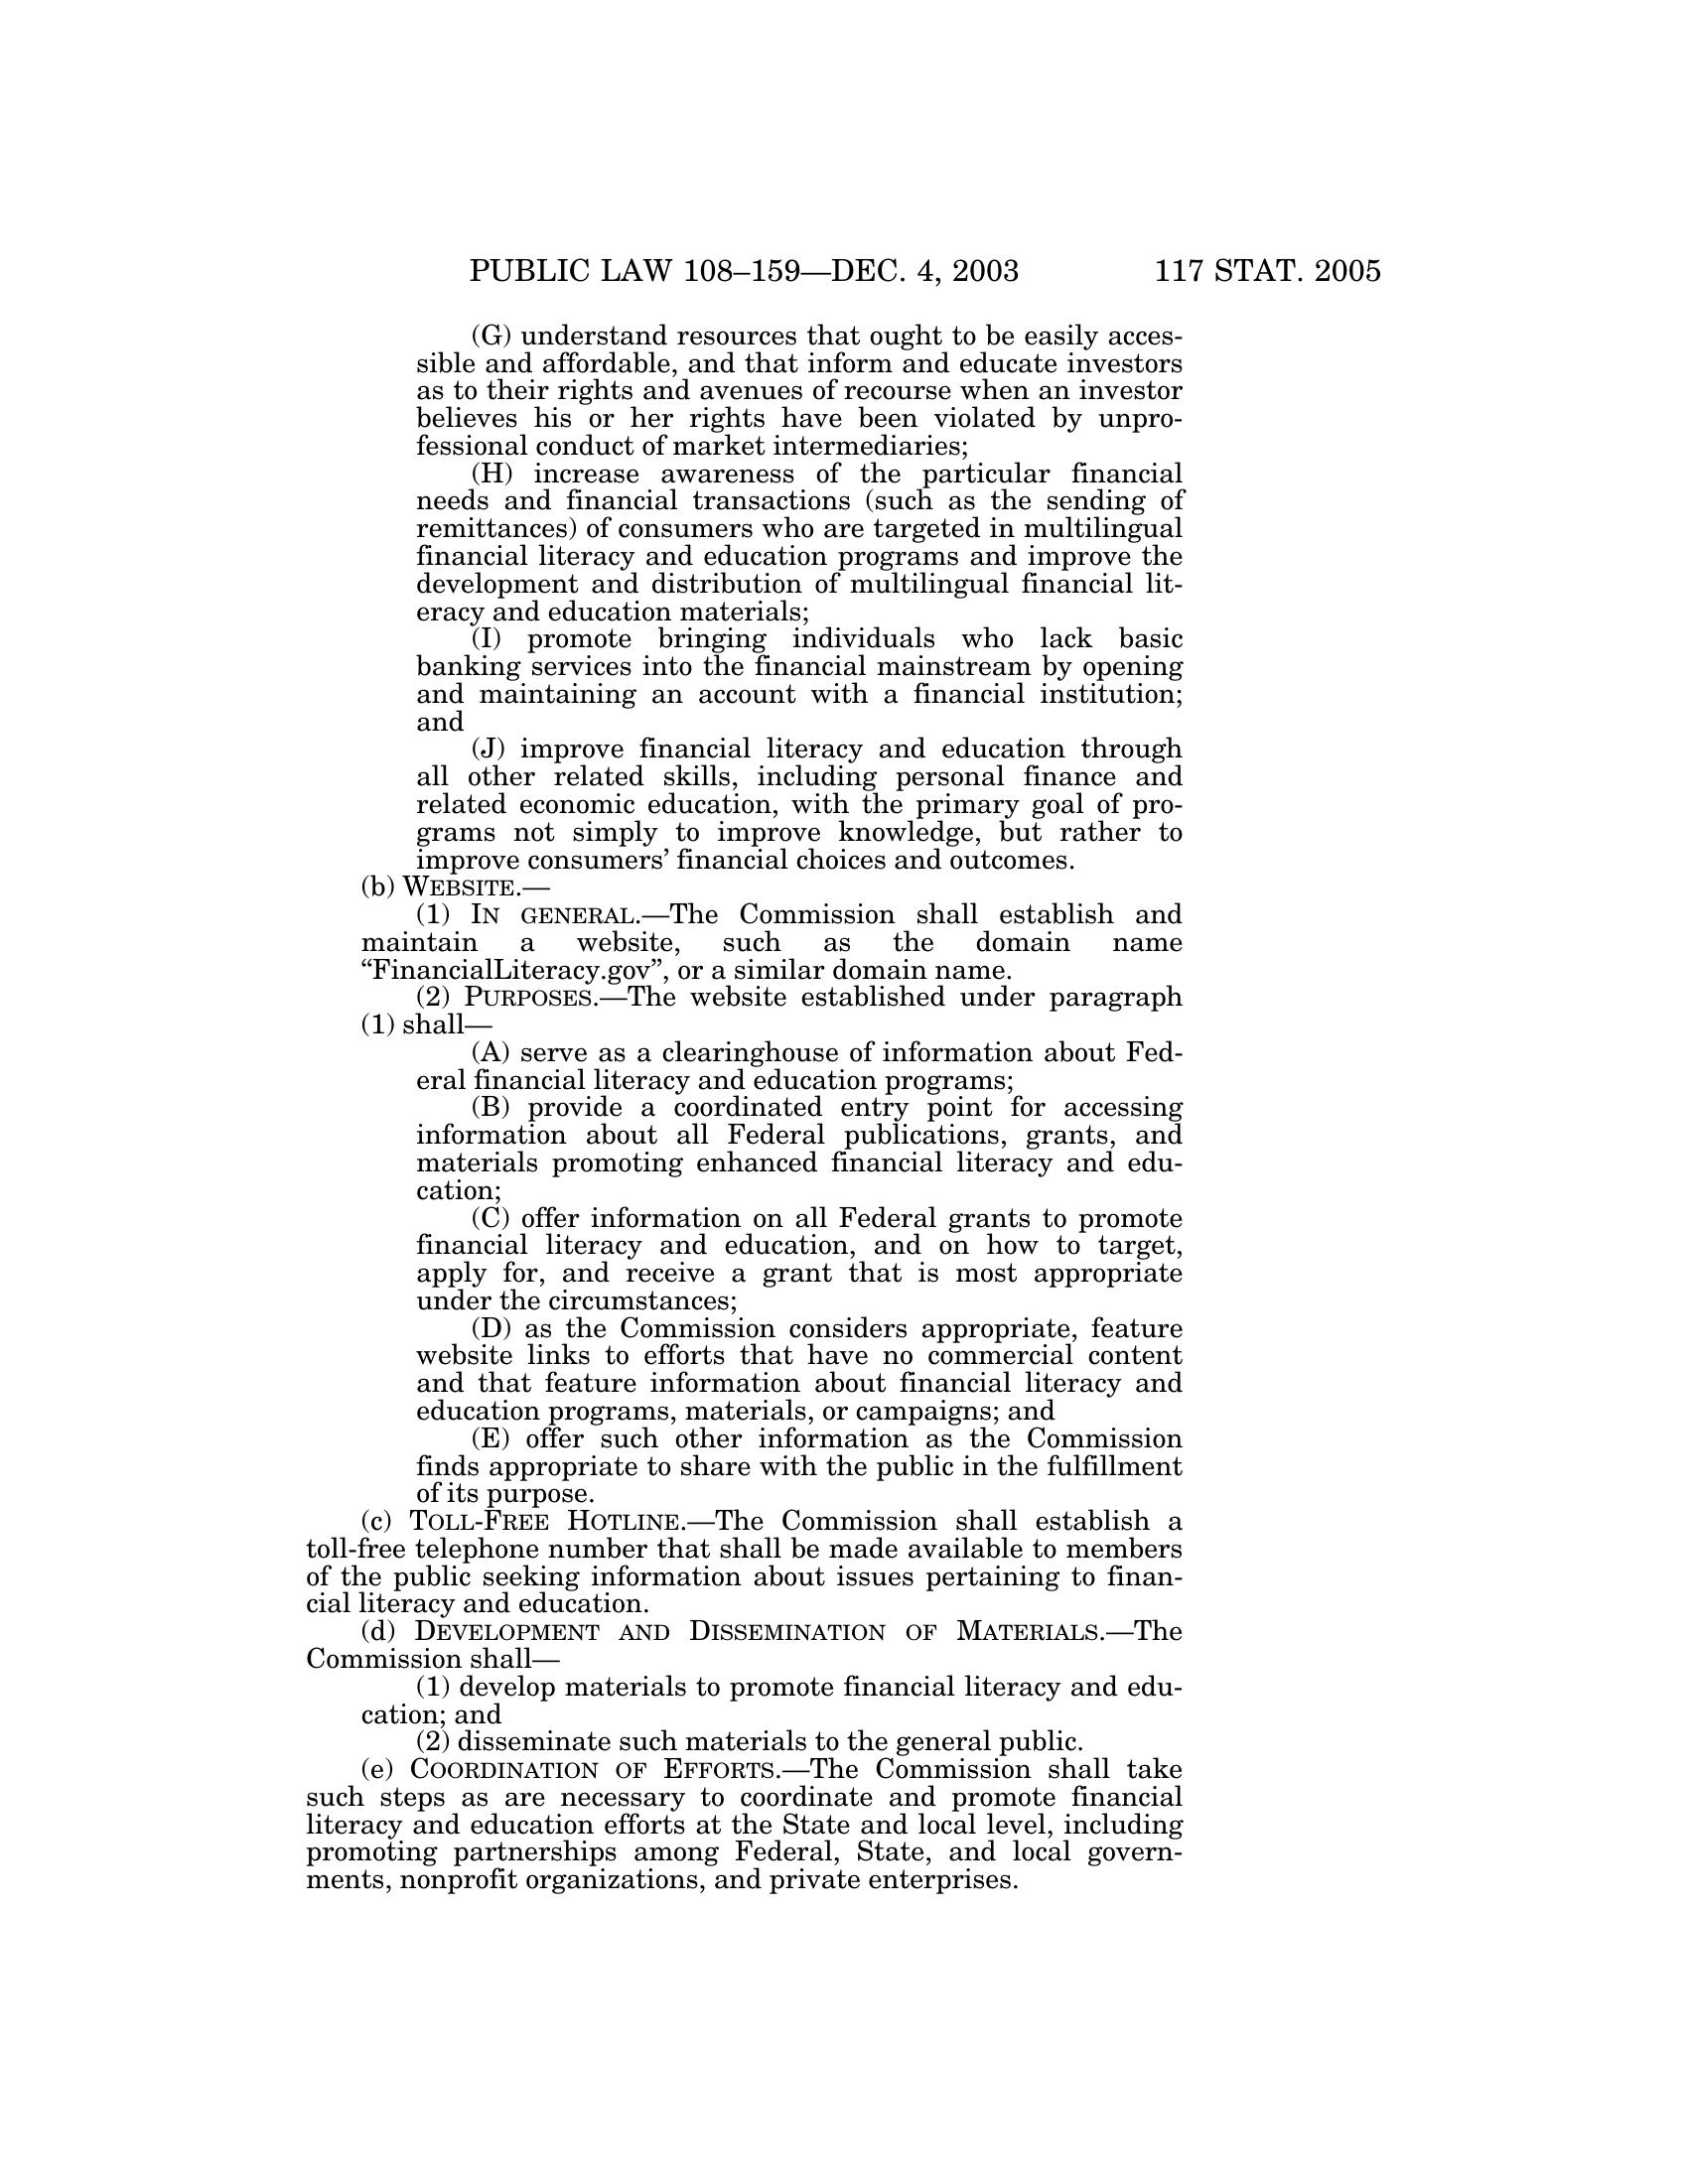 PUBLIC LAW 108–159—DEC. 4, 2003 117 STAT. 2005
(G) understand resources that ought to be easily acces-
sible and affordable, and that inform and educate investors
as to their rights and avenues of recourse when an investor
believes his or her rights have been violated by unpro-
fessional conduct of market intermediaries;
(H) increase awareness of the particular financial
needs and financial transactions (such as the sending of
remittances) of consumers who are targeted in multilingual
financial literacy and education programs and improve the
development and distribution of multilingual financial lit-
eracy and education materials;
(I) promote bringing individuals who lack basic
banking services into the financial mainstream by opening
and maintaining an account with a financial institution;
and
(J) improve financial literacy and education through
all other related skills, including personal finance and
related economic education, with the primary goal of pro-
grams not simply to improve knowledge, but rather to
improve consumers’ financial choices and outcomes.
(b) WEBSITE.—
(1) IN GENERAL.—The Commission shall establish and
maintain a website, such as the domain name
“FinancialLiteracy.gov”, or a similar domain name.
(2) PURPOSES.—The website established under paragraph
(1) shall—
(A) serve as a clearinghouse of information about Fed-
eral financial literacy and education programs;
(B) provide a coordinated entry point for accessing
information about all Federal publications, grants, and
materials promoting enhanced financial literacy and edu-
cation;
(C) offer information on all Federal grants to promote
financial literacy and education, and on how to target,
apply for, and receive a grant that is most appropriate
under the circumstances;
(D) as the Commission considers appropriate, feature
website links to efforts that have no commercial content
and that feature information about financial literacy and
education programs, materials, or campaigns; and
(E) offer such other information as the Commission
finds appropriate to share with the public in the fulfillment
of its purpose.
(c) TOLL-FREE HOTLINE.—The Commission shall establish a
toll-free telephone number that shall be made available to members
of the public seeking information about issues pertaining to finan-
cial literacy and education.
(d) DEVELOPMENT AND DISSEMINATION OF MATERIALS.—The
Commission shall—
(1) develop materials to promote financial literacy and edu-
cation; and
(2) disseminate such materials to the general public.
(e) COORDINATION OF EFFORTS.—The Commission shall take
such steps as are necessary to coordinate and promote financial
literacy and education efforts at the State and local level, including
promoting partnerships among Federal, State, and local govern-
ments, nonprofit organizations, and private enterprises.